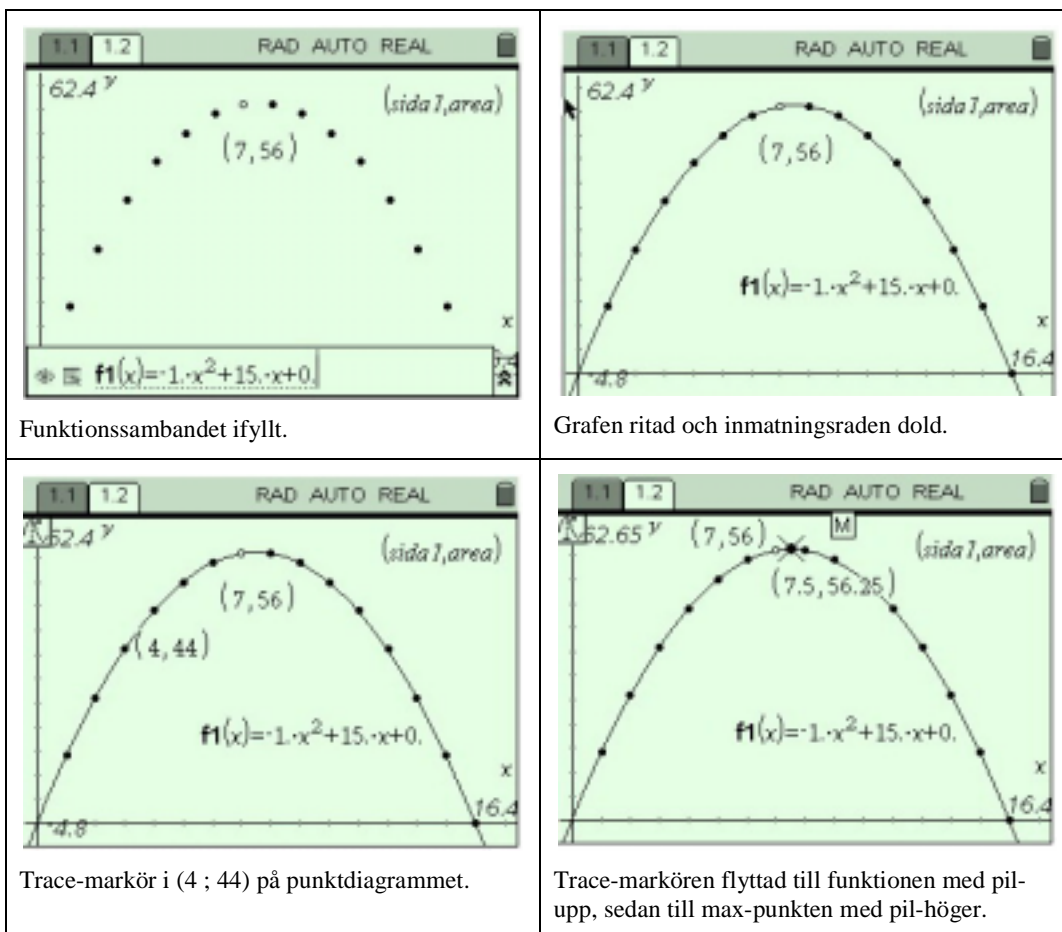 1.1 1.2 RAD AUTO REAL
62.4 y
(sida1,area)
(7,56)
x
f1(x)=-1.·x²+15.·x+0.
Funktionssambandet ifyllt.
1.1 1.2 RAD AUTO REAL
62.4 y
(sida1,area)
(7,56)
f1(x)=-1.·x²+15.·x+0.
x
16.4
-4.8
Grafen ritad och inmatningsraden dold.
1.1 1.2 RAD AUTO REAL
62.4 y
(sida1,area)
(7,56)
(4,44)
f1(x)=-1.·x²+15.·x+0.
x
16.4
-4.8
Trace-markör i (4 ; 44) på punktdiagrammet.
1.1 1.2 RAD AUTO REAL
62.65 y
(7,56)
M
(sida1,area)
(7.5,56.25)
f1(x)=-1.·x²+15.·x+0.
x
16.4
Trace-markören flyttad till funktionen med pil-
upp, sedan till max-punkten med pil-höger.